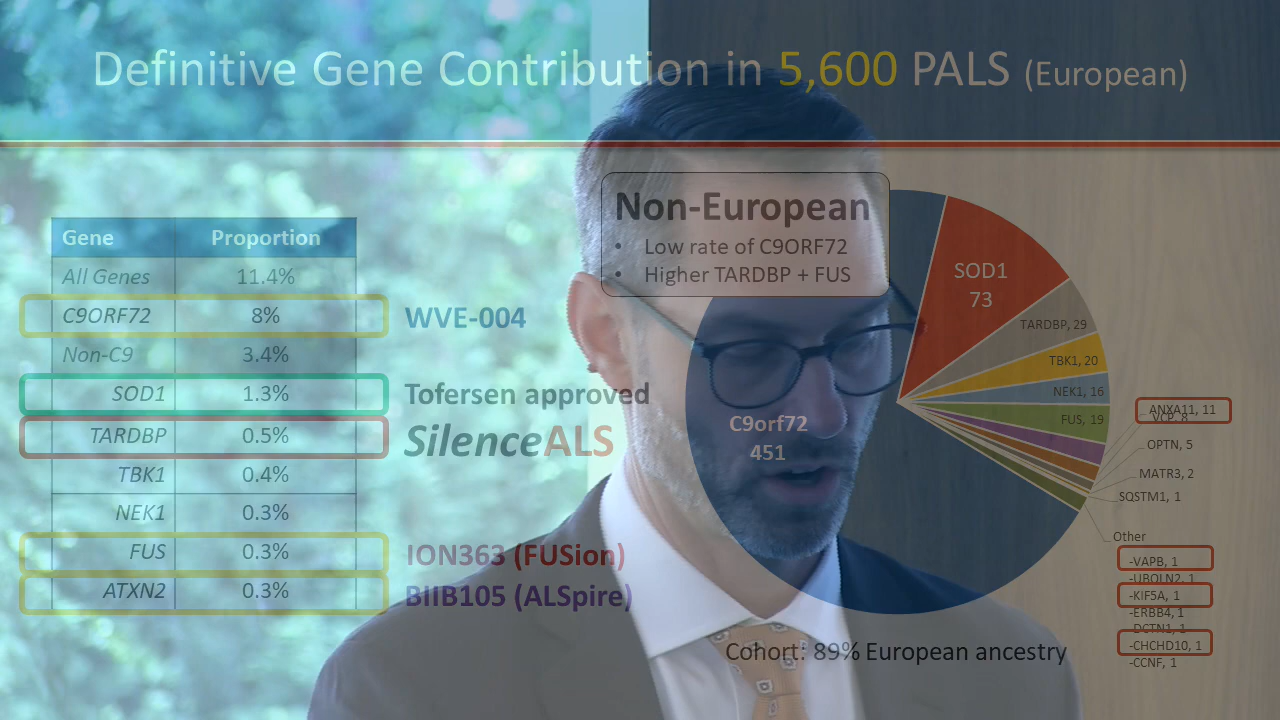 Definitive Gene Contribution in 5,600 PALS (European)
Non-European
• Low rate of C9ORF72
• Higher TARDBP + FUS
Gene Proportion
All Genes 11.4%
C9ORF72 8% WVE-004
Non-C9 3.4%
SOD1 1.3% Tofersen approved
TARDBP 0.5% SilenceALS
TBK1 0.4%
NEK1 0.3%
FUS 0.3% ION363 (FUSion)
ATXN2 0.3% BIIB105 (ALSpire)
SOD1
73
TARDBP, 29
TBK1, 20
NEK1, 16
FUS, 19
C9orf72
451
ANXA11, 11
VCP, 8
OPTN, 5
MATR3, 2
SQSTM1, 1
Other
-VAPB, 1
-UBQLN2, 1
-KIF5A, 1
-ERBB4, 1
-DCTN1, 1
-CHCHD10, 1
-CCNF, 1
Cohort: 89% European ancestry